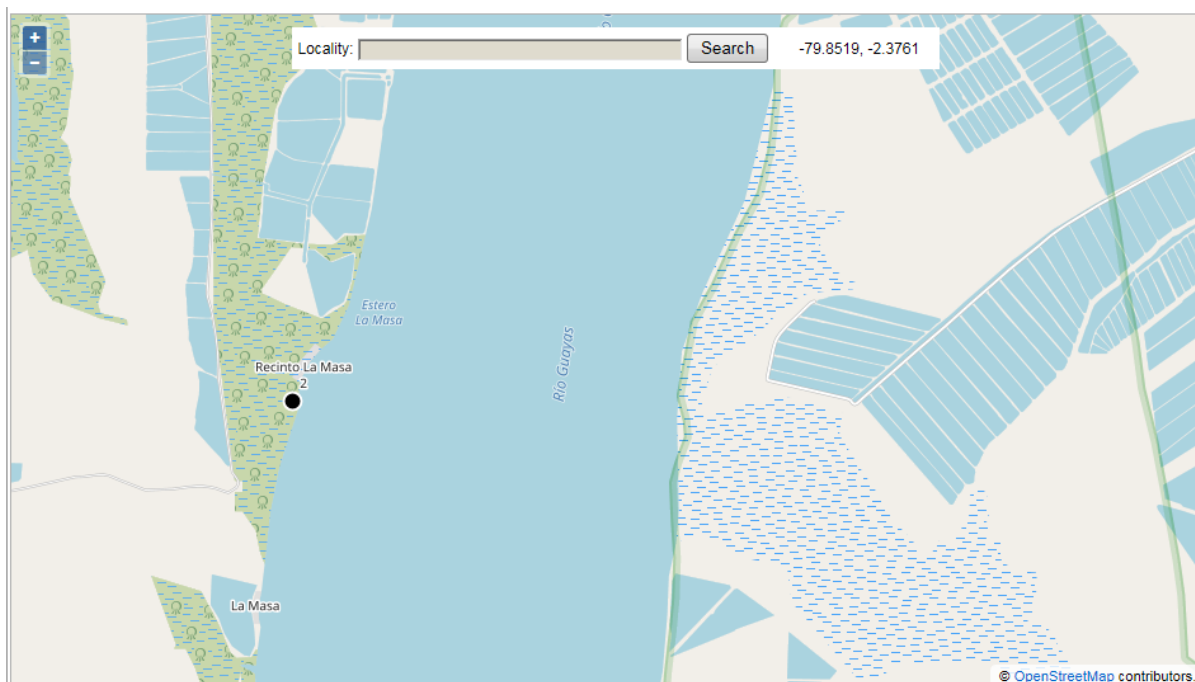 +
Locality:
Search
-79.8519, -2.3761
−
Estero
La Masa
Río Guayas
Recinto La Masa
2
La Masa
© OpenStreetMap contributors.